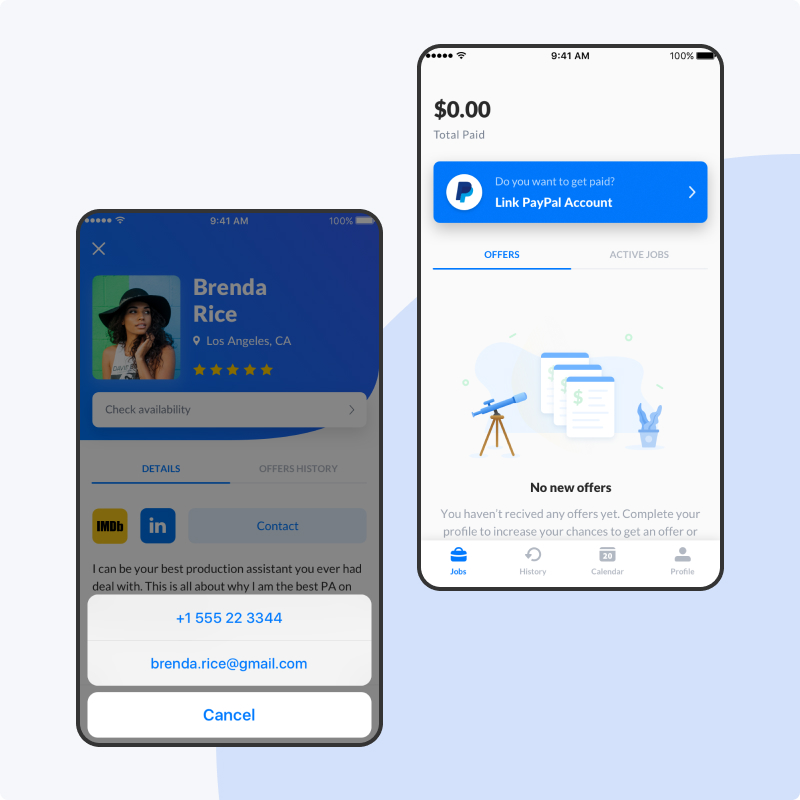 9:41 AM
100%
Brenda
Rice
Los Angeles, CA
Check availability
DETAILS
OFFERS HISTORY
IMDb
in
Contact
I can be your best production assistant you ever had
deal with. This is all about why I am the best PA on
+1 555 22 3344
brenda.rice@gmail.com
Cancel
9:41 AM
100%
$0.00
Total Paid
Do you want to get paid?
Link PayPal Account
OFFERS
ACTIVE JOBS
$
$
$
No new offers
You haven't recived any offers yet. Complete your
profile to increase your chances to get an offer or
20
Jobs
History
Calendar
Profile